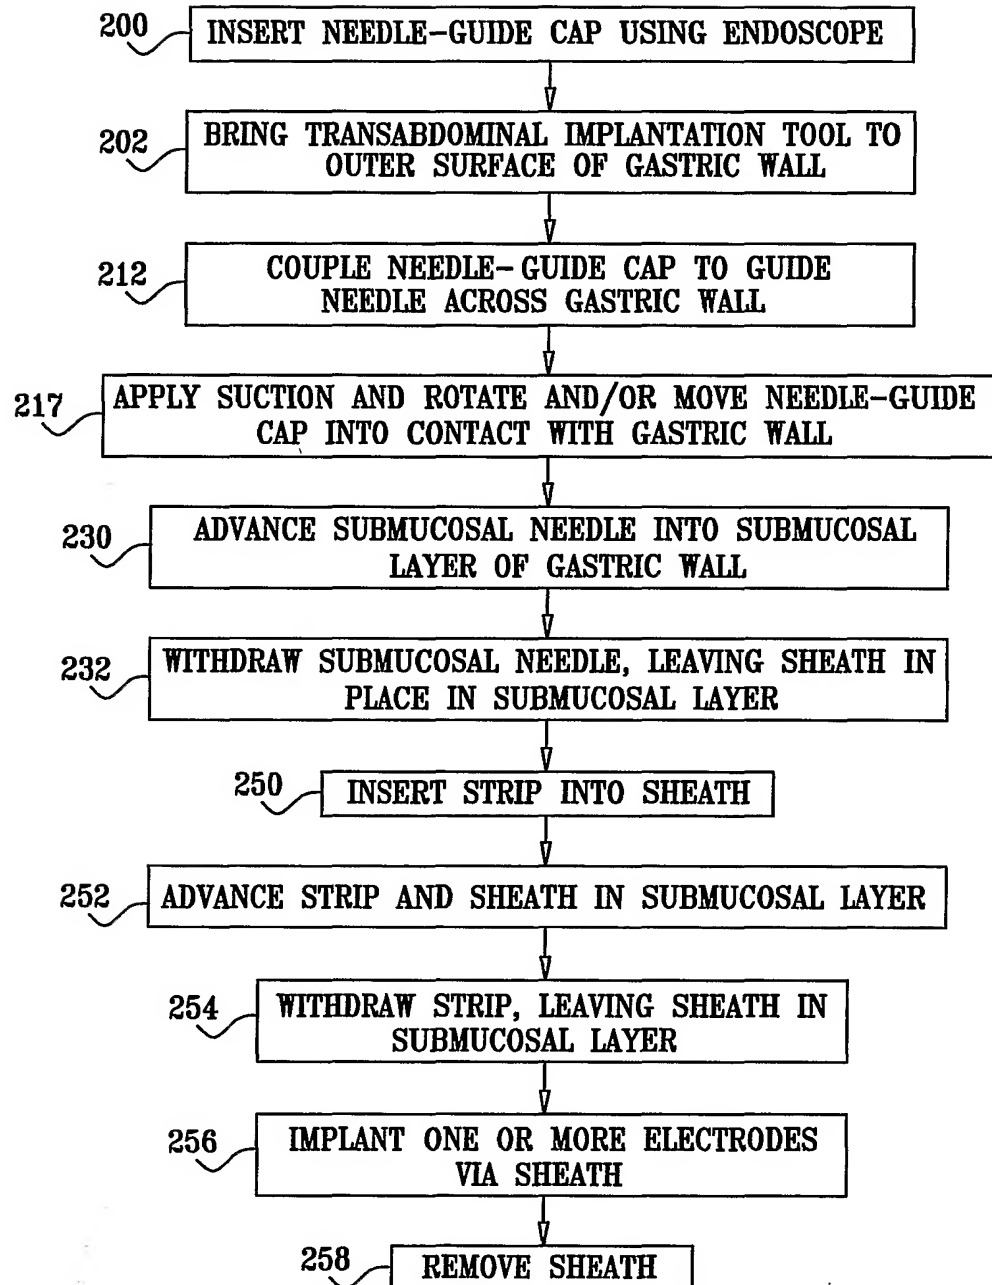 200
INSERT NEEDLE-GUIDE CAP USING ENDOSCOPE
202
BRING TRANSABDOMINAL IMPLANTATION TOOL TO
OUTER SURFACE OF GASTRIC WALL
212
COUPLE NEEDLE-GUIDE CAP TO GUIDE
NEEDLE ACROSS GASTRIC WALL
217
APPLY SUCTION AND ROTATE AND/OR MOVE NEEDLE-GUIDE
CAP INTO CONTACT WITH GASTRIC WALL
230
ADVANCE SUBMUCOSAL NEEDLE INTO SUBMUCOSAL
LAYER OF GASTRIC WALL
232
WITHDRAW SUBMUCOSAL NEEDLE, LEAVING SHEATH IN
PLACE IN SUBMUCOSAL LAYER
250
INSERT STRIP INTO SHEATH
252
ADVANCE STRIP AND SHEATH IN SUBMUCOSAL LAYER
254
WITHDRAW STRIP, LEAVING SHEATH IN
SUBMUCOSAL LAYER
256
IMPLANT ONE OR MORE ELECTRODES
VIA SHEATH
258
REMOVE SHEATH